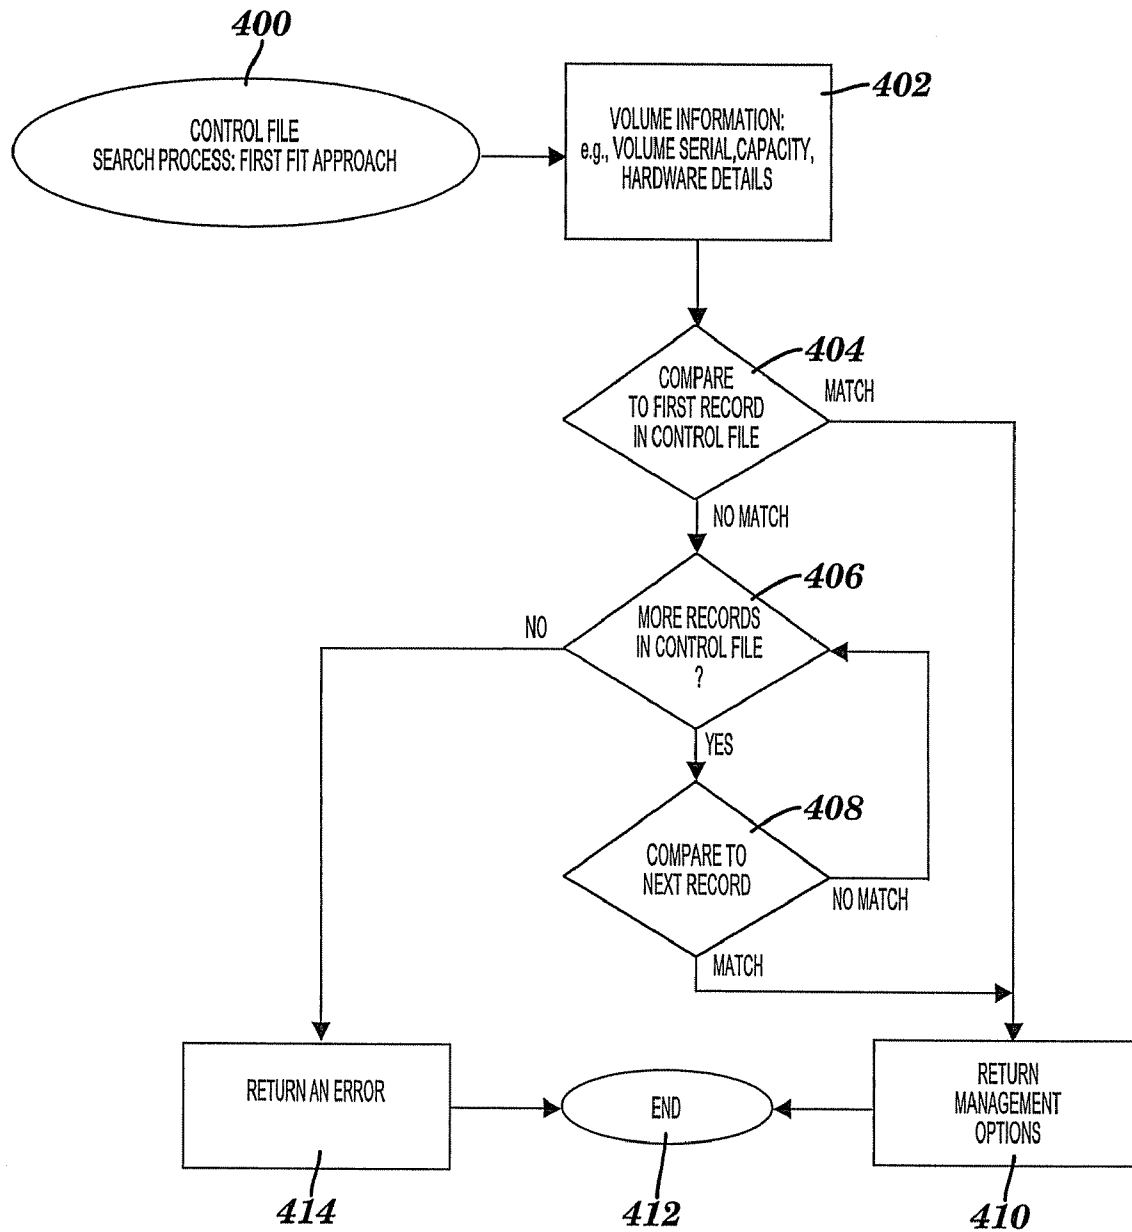 400
CONTROL FILE
SEARCH PROCESS: FIRST FIT APPROACH
402
VOLUME INFORMATION:
e.g., VOLUME SERIAL,CAPACITY,
HARDWARE DETAILS
404
COMPARE
TO FIRST RECORD
IN CONTROL FILE
MATCH
NO MATCH
406
MORE RECORDS
IN CONTROL FILE
?
NO
YES
408
COMPARE TO
NEXT RECORD
NO MATCH
MATCH
RETURN AN ERROR
END
RETURN
MANAGEMENT
OPTIONS
414
412
410